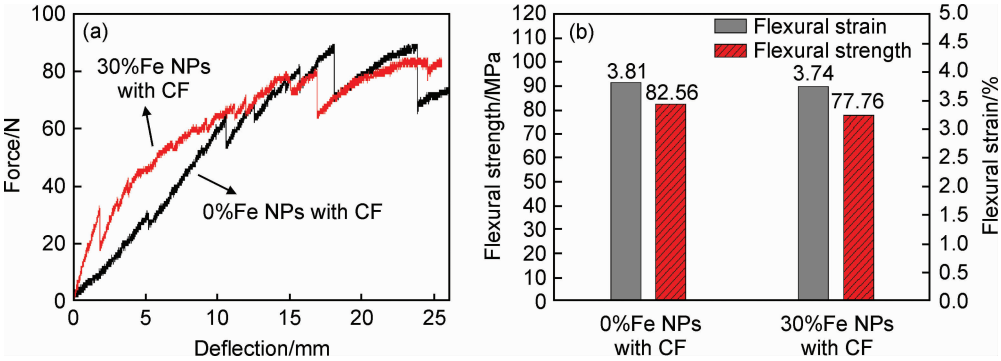 (a)
100
80
60
40
20
0
Force/N
30%Fe NPs
with CF
0%Fe NPs with CF
0 5 10 15 20 25
Deflection/mm
(b)
120
110
100
90
80
70
60
50
40
30
20
10
0
Flexural strength/MPa
Flexural strain
Flexural strength
3.81
82.56
3.74
77.76
5.0
4.5
4.0
3.5
3.0
2.5
2.0
1.5
1.0
0.5
0.0
Flexural strain/%
0%Fe NPs
with CF
30%Fe NPs
with CF